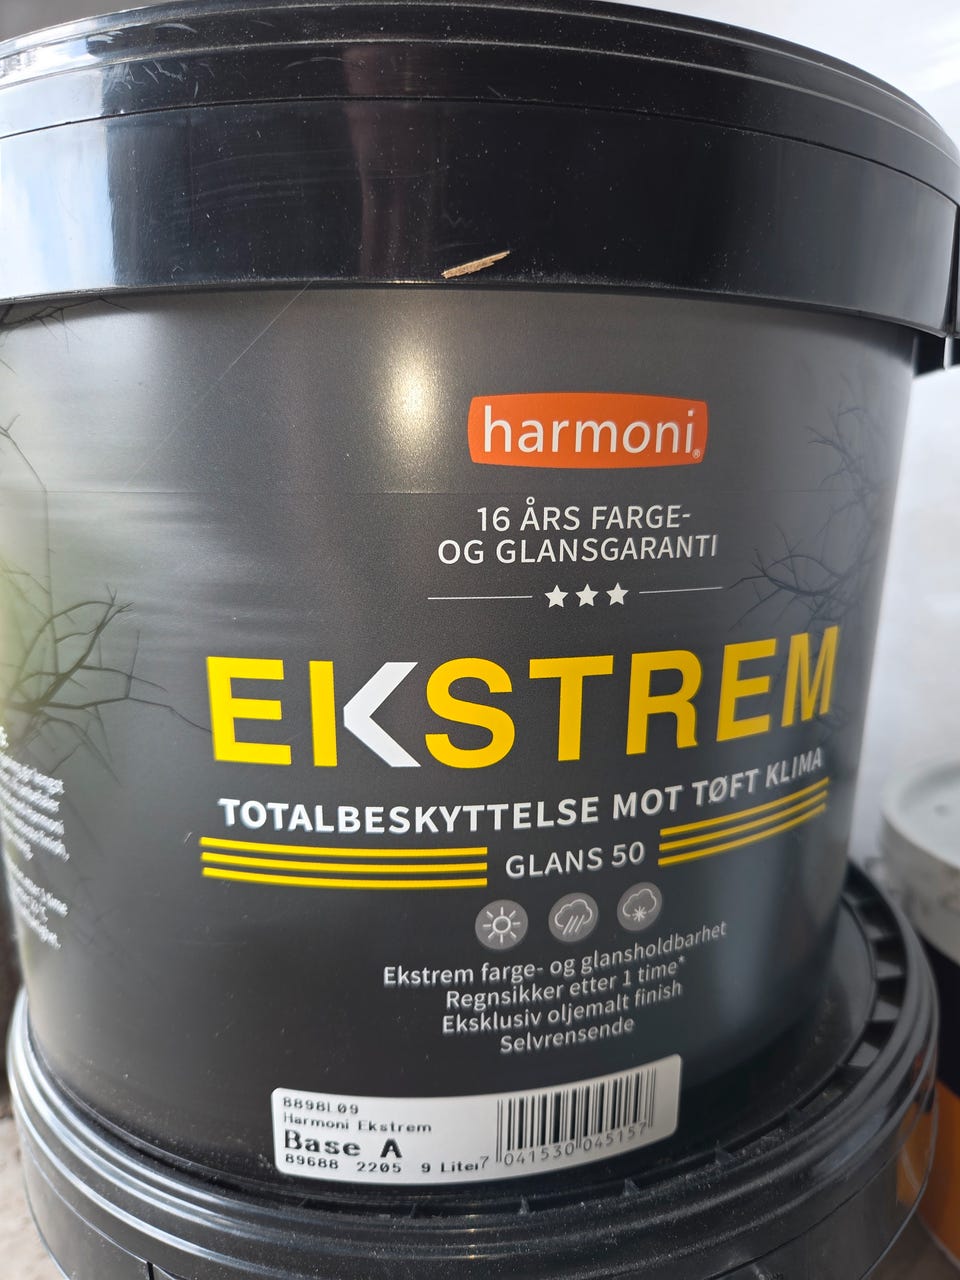 harmoni®
16 ÅRS FARGE-
OG GLANSGARANTI
EKSTREM
TOTALBESKYTTELSE MOT TØFT KLIMA
GLANS 50
Ekstrem farge- og glansholdbarhet
Regnsikker etter 1 time*
Eksklusiv oljemalt finish
Selvrensende
8898L09
Harmoni Ekstrem
Base A
89688 2205 9 Liter
7 041530 045157